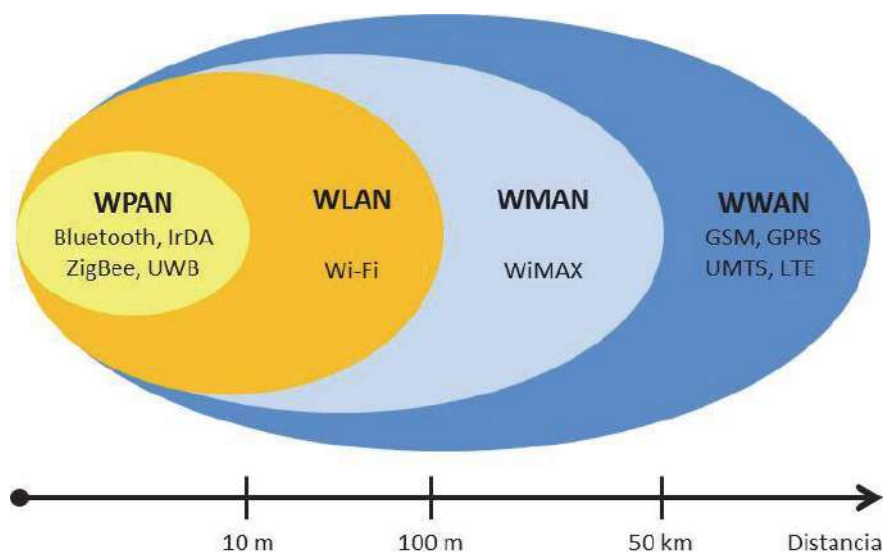 WPAN
Bluetooth, IrDA
ZigBee, UWB
WLAN
Wi-Fi
WMAN
WiMAX
WWAN
GSM, GPRS
UMTS, LTE
10 m
100 m
50 km
Distancia